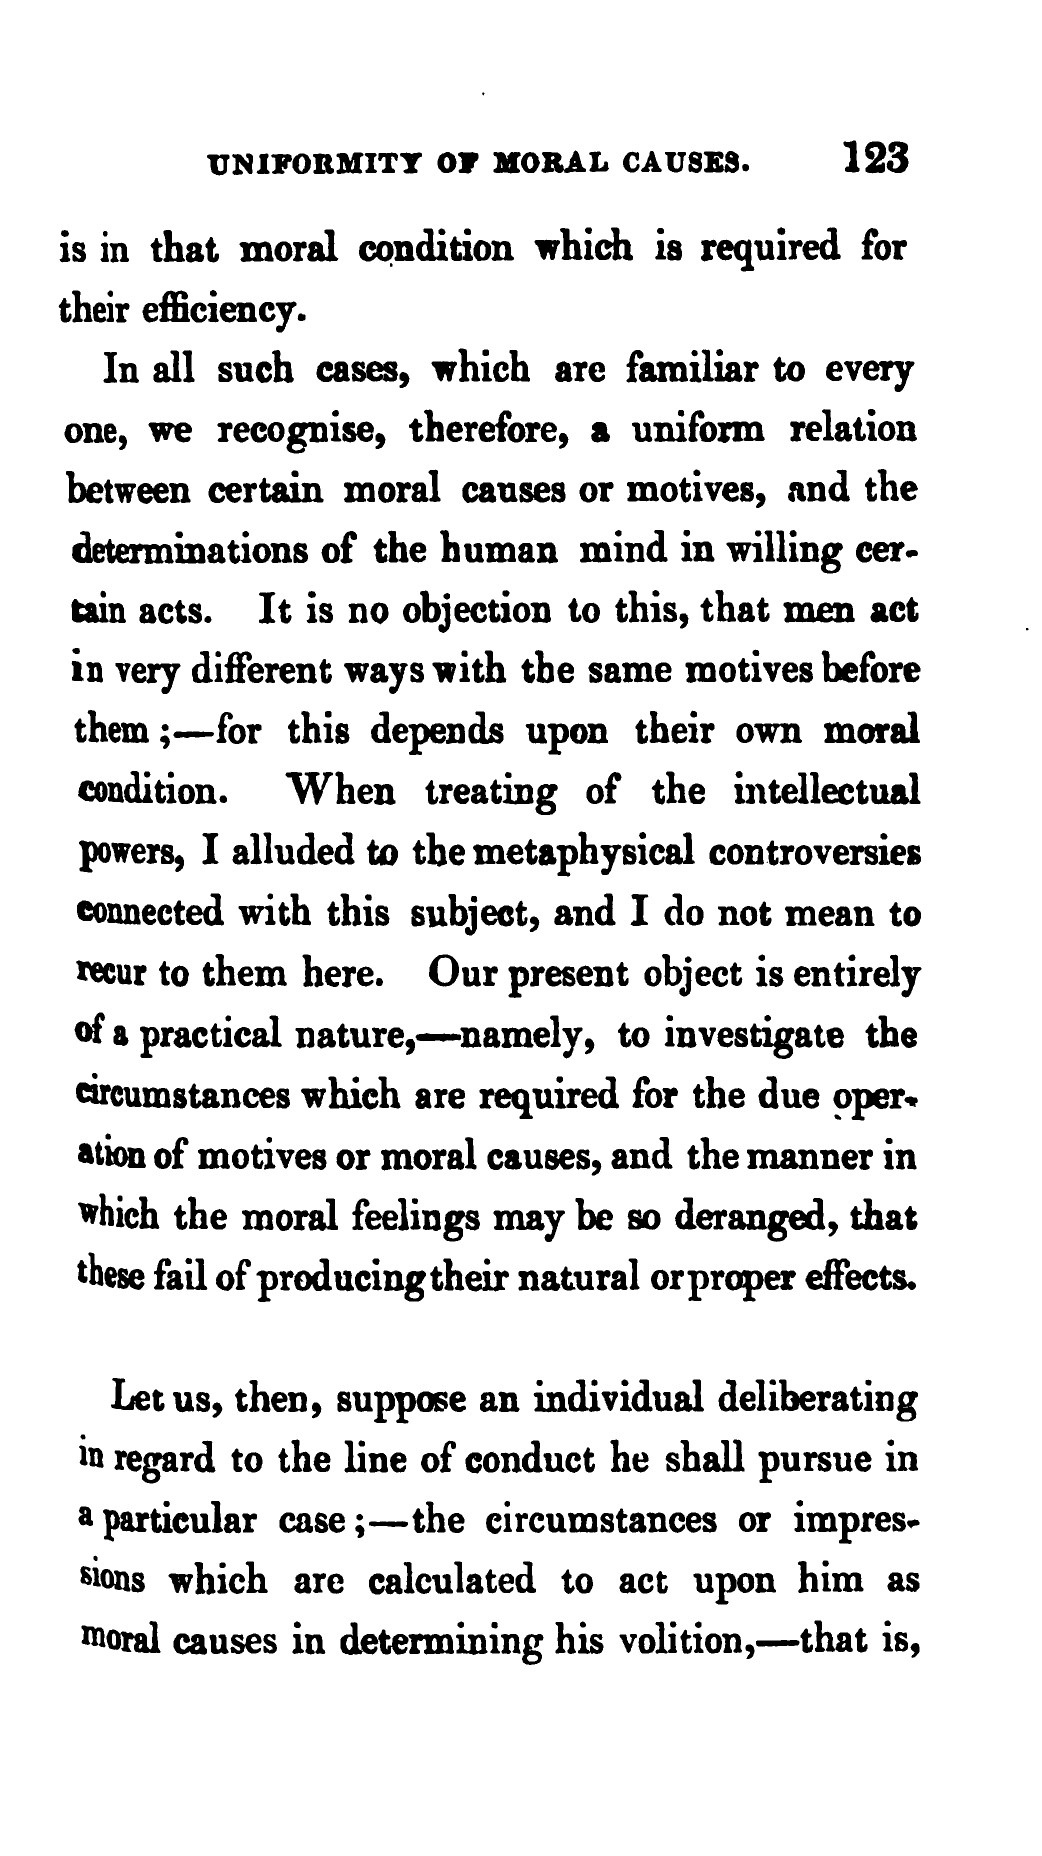 UNIFORMITY OF MORAL CAUSES. 123
is in that moral condition which is required for
their efficiency.
In all such cases, which are familiar to every
one, we recognise, therefore, a uniform relation
between certain moral causes or motives, and the
determinations of the human mind in willing cer-
tain acts. It is no objection to this, that men act
in very different ways with the same motives before
them ;—for this depends upon their own moral
condition. When treating of the intellectual
powers, I alluded to the metaphysical controversies
connected with this subject, and I do not mean to
recur to them here. Our present object is entirely
of a practical nature,—namely, to investigate the
circumstances which are required for the due oper-
ation of motives or moral causes, and the manner in
which the moral feelings may be so deranged, that
these fail of producing their natural or proper effects.
Let us, then, suppose an individual deliberating
in regard to the line of conduct he shall pursue in
a particular case ;—the circumstances or impres-
sions which are calculated to act upon him as
moral causes in determining his volition,—that is,